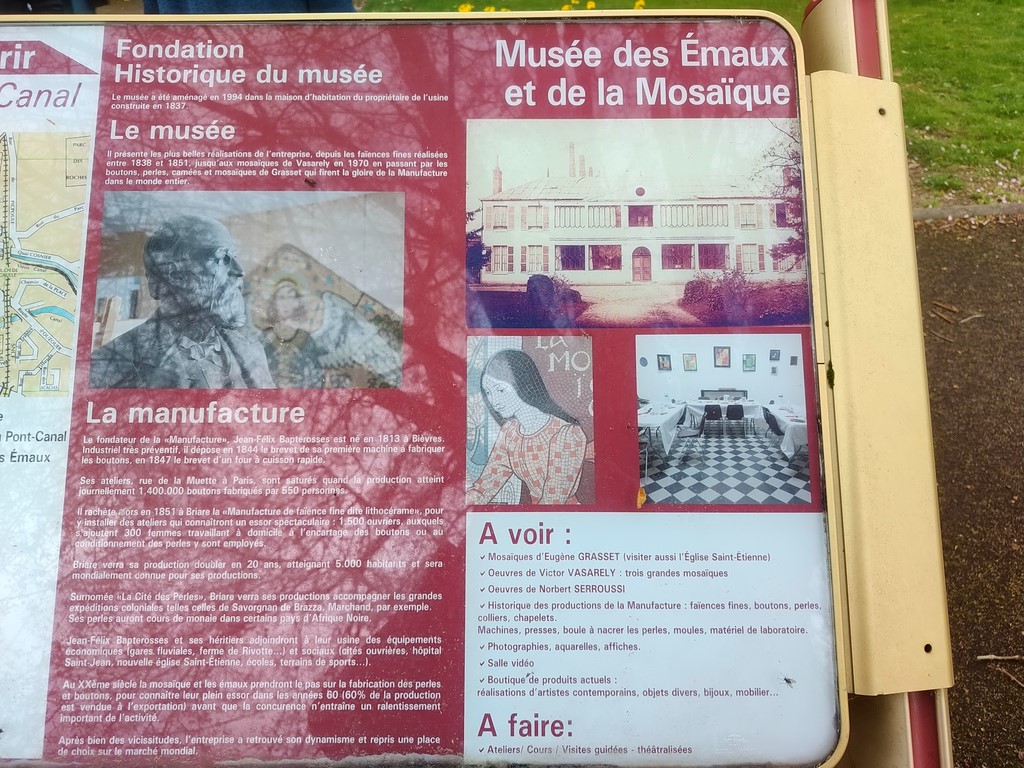 rir
Canal
PARC
DES
ROCHES
Pont-Canal
s Émaux
Fondation
Historique du musée
Le musée a été aménagé en 1994 dans la maison d'habitation du propriétaire de l'usine
construite en 1837.
Le musée
Il présente les plus belles réalisations de l'entreprise, depuis les faïences fines réalisées
entre 1838 et 1851, jusqu'aux mosaïques de Vasarely en 1970 en passant par les
boutons, perles, camées et mosaïques de Grasset qui firent la gloire de la Manufacture
dans le monde entier.
La manufacture
Le fondateur de la «Manufacture», Jean-Félix Bapterosses est né en 1813 à Bièvres.
Industriel très préventif, il dépose en 1844 le brevet de sa première machine à fabriquer
les boutons, en 1847 le brevet d'un four à cuisson rapide.
Ses ateliers, rue de la Muette à Paris, sont saturés quand la production atteint
journellement 1.400.000 boutons fabriqués par 550 personnes.
Il rachète alors en 1851 à Briare la «Manufacture de faïence fine dite lithocérame», pour
y installer des ateliers qui connaîtront un essor spectaculaire : 1.500 ouvriers, auxquels
s'ajoutent 300 femmes travaillant à domicile à l'encartage des boutons ou au
conditionnement des perles y sont employés.
Briare verra sa production doubler en 20 ans, atteignant 5.000 habitants et sera
mondialement connue pour ses productions.
Surnomée «La Cité des Perles», Briare verra ses productions accompagner les grandes
expéditions coloniales telles celles de Savorgnan de Brazza, Marchand, par exemple.
Ses perles auront cours de monaie dans certains pays d'Afrique Noire.
Jean-Félix Bapterosses et ses héritiers adjoindront à leur usine des équipements
économiques (gares fluviales, ferme de Rivotte...) et sociaux (cités ouvrières, hôpital
Saint-Jean, nouvelle église Saint-Étienne, écoles, terrains de sports...).
Au XXème siècle la mosaïque et les émaux prendront le pas sur la fabrication des perles
et boutons, pour connaître leur plein essor dans les années 60 (60% de la production
est vendue à l'exportation) avant que la concurence n'entraîne un ralentissement
important de l'activité.
Après bien des vicissitudes, l'entreprise a retrouvé son dynamisme et repris une place
de choix sur le marché mondial.
Musée des Émaux
et de la Mosaïque
LA
MO
A voir :
✓ Mosaïques d'Eugène GRASSET (visiter aussi l'Église Saint-Étienne)
✓ Oeuvres de Victor VASARELY : trois grandes mosaïques
✓ Oeuvres de Norbert SERROUSSI
✓ Historique des productions de la Manufacture : faïences fines, boutons, perles,
colliers, chapelets.
Machines, presses, boule à nacrer les perles, moules, matériel de laboratoire.
✓ Photographies, aquarelles, affiches.
✓ Salle vidéo
✓ Boutique de produits actuels :
réalisations d'artistes contemporains, objets divers, bijoux, mobilier...
A faire:
✓ Ateliers/ Cours / Visites guidées - théatralisées